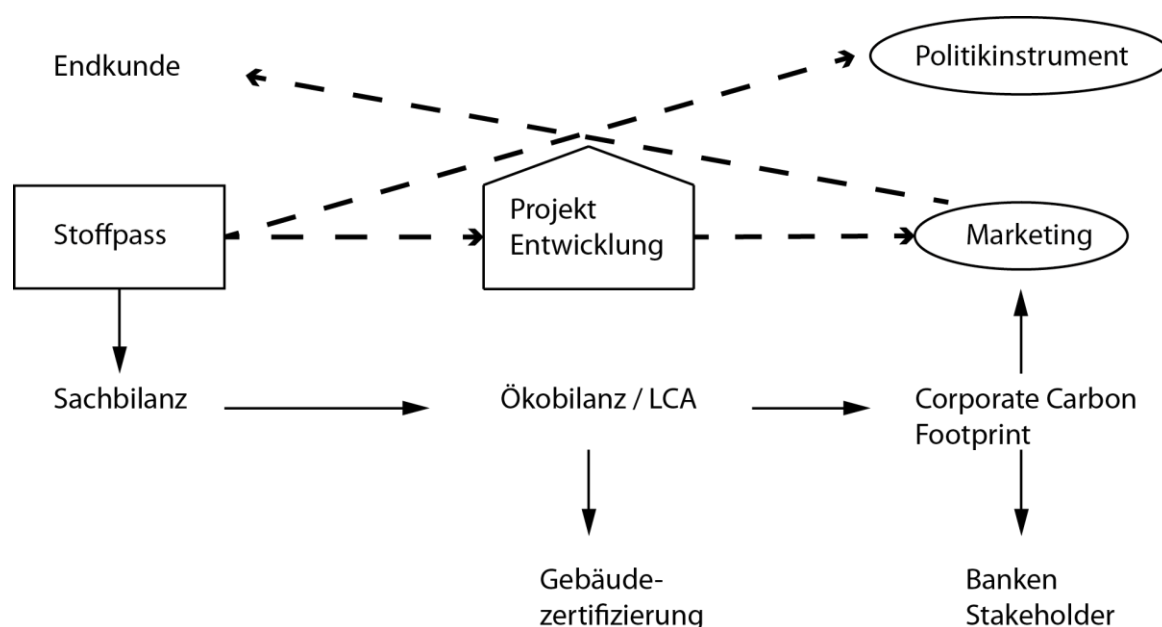 Endkunde
Politikinstrument
Stoffpass
Projekt
Entwicklung
Marketing
Sachbilanz
Ökobilanz / LCA
Corporate Carbon
Footprint
Gebäude-
zertifizierung
Banken
Stakeholder